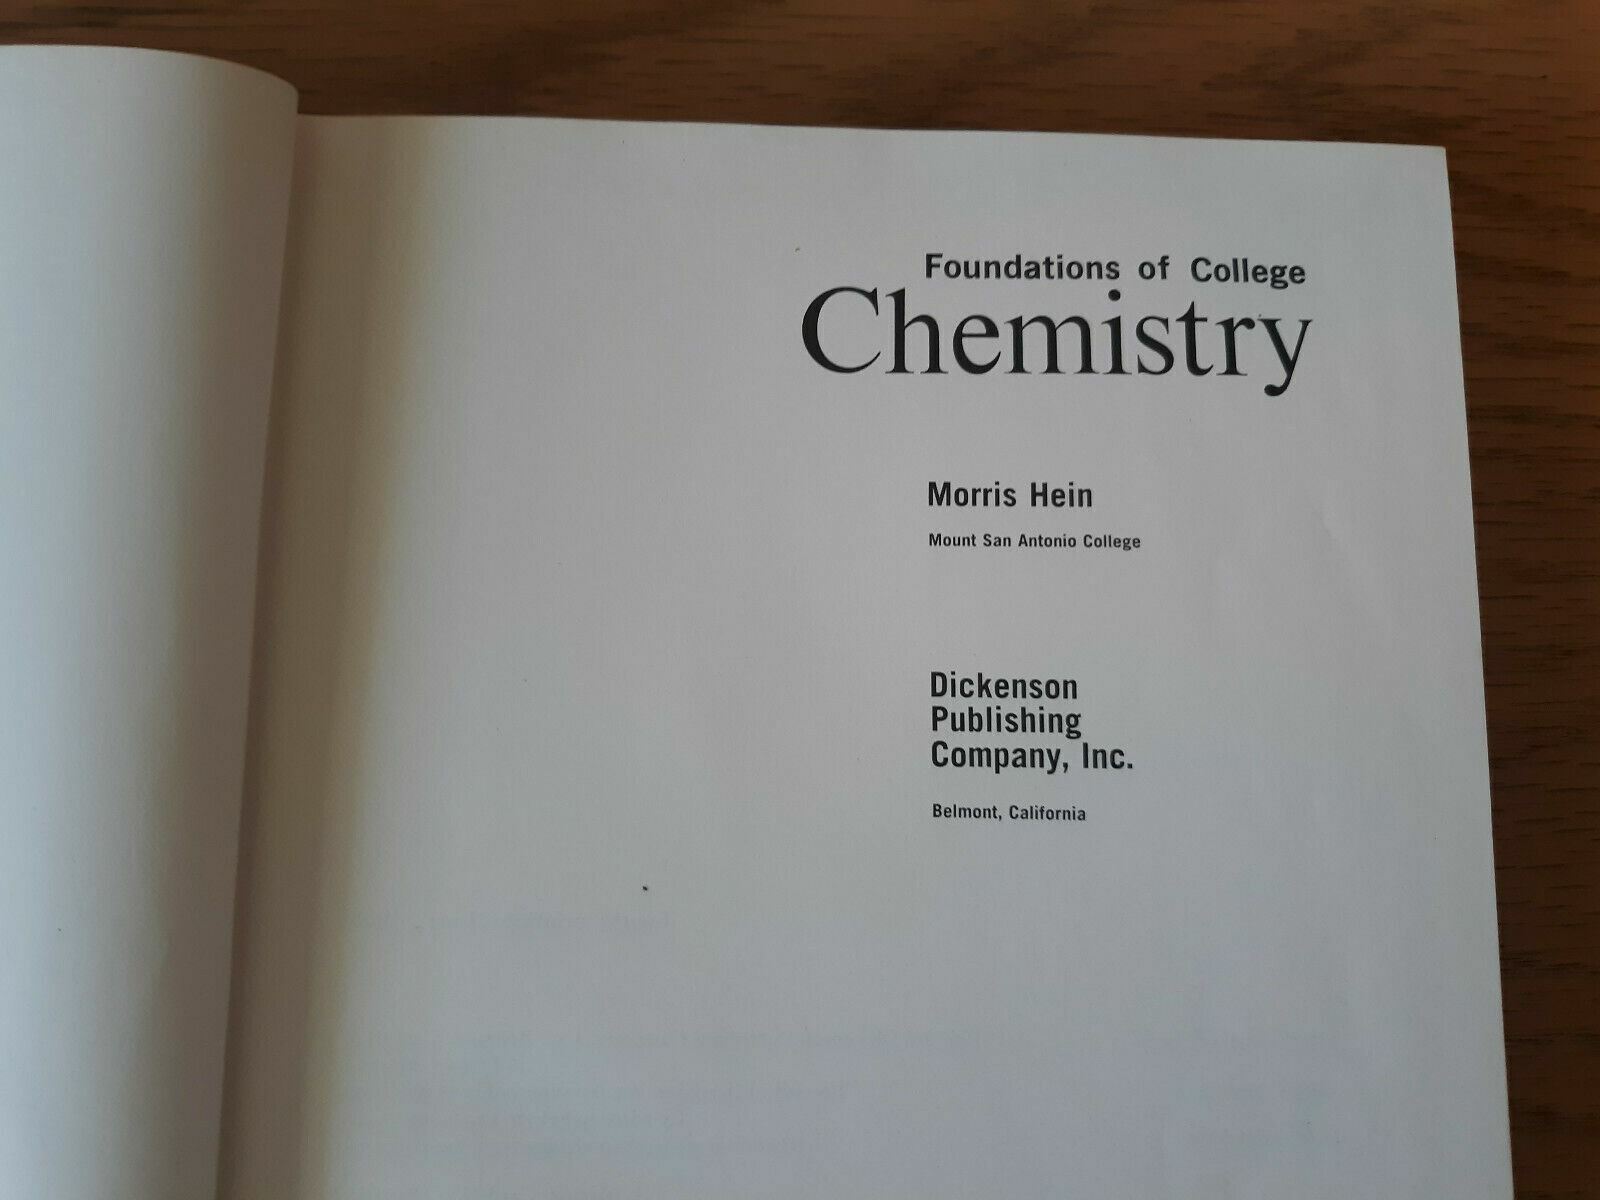 Foundations of College
Chemistry
Morris Hein
Mount San Antonio College
Dickenson
Publishing
Company, Inc.
Belmont, California